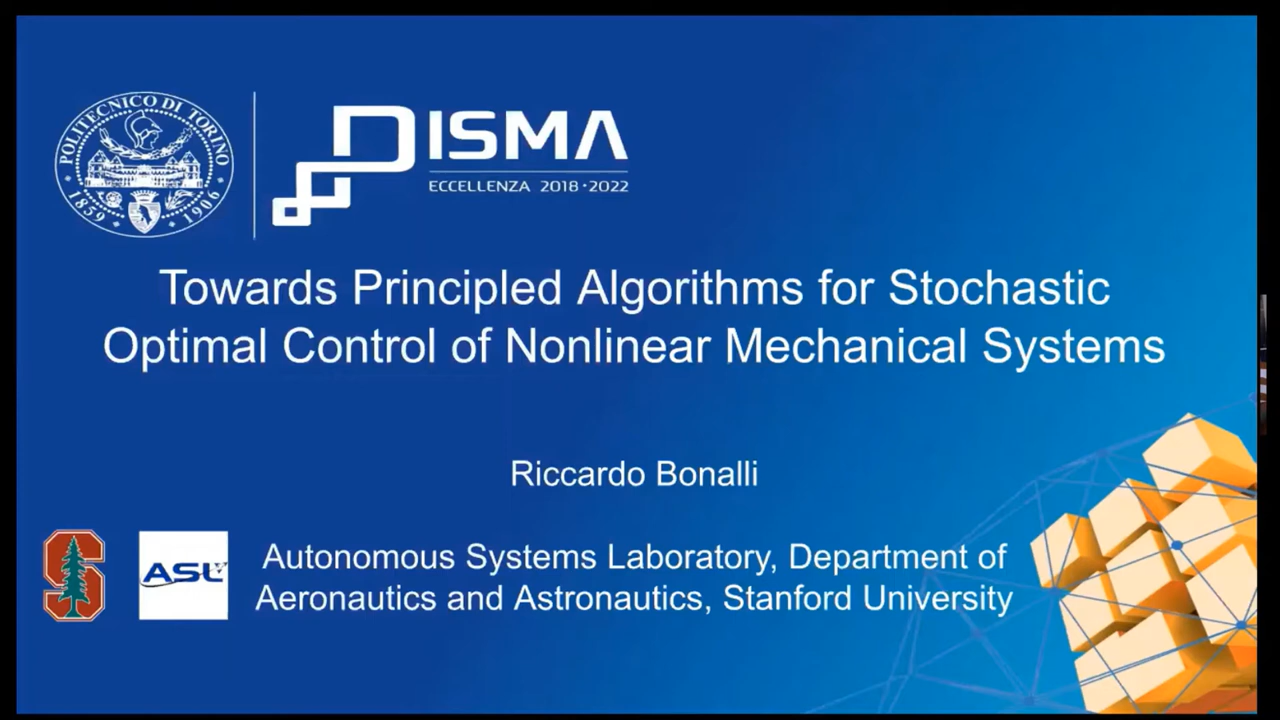 POLITECNICO DI TORINO
1859 1906
DISMA
ECCELLENZA 2018·2022
Towards Principled Algorithms for Stochastic
Optimal Control of Nonlinear Mechanical Systems
Riccardo Bonalli
S
ASL
Autonomous Systems Laboratory, Department of
Aeronautics and Astronautics, Stanford University